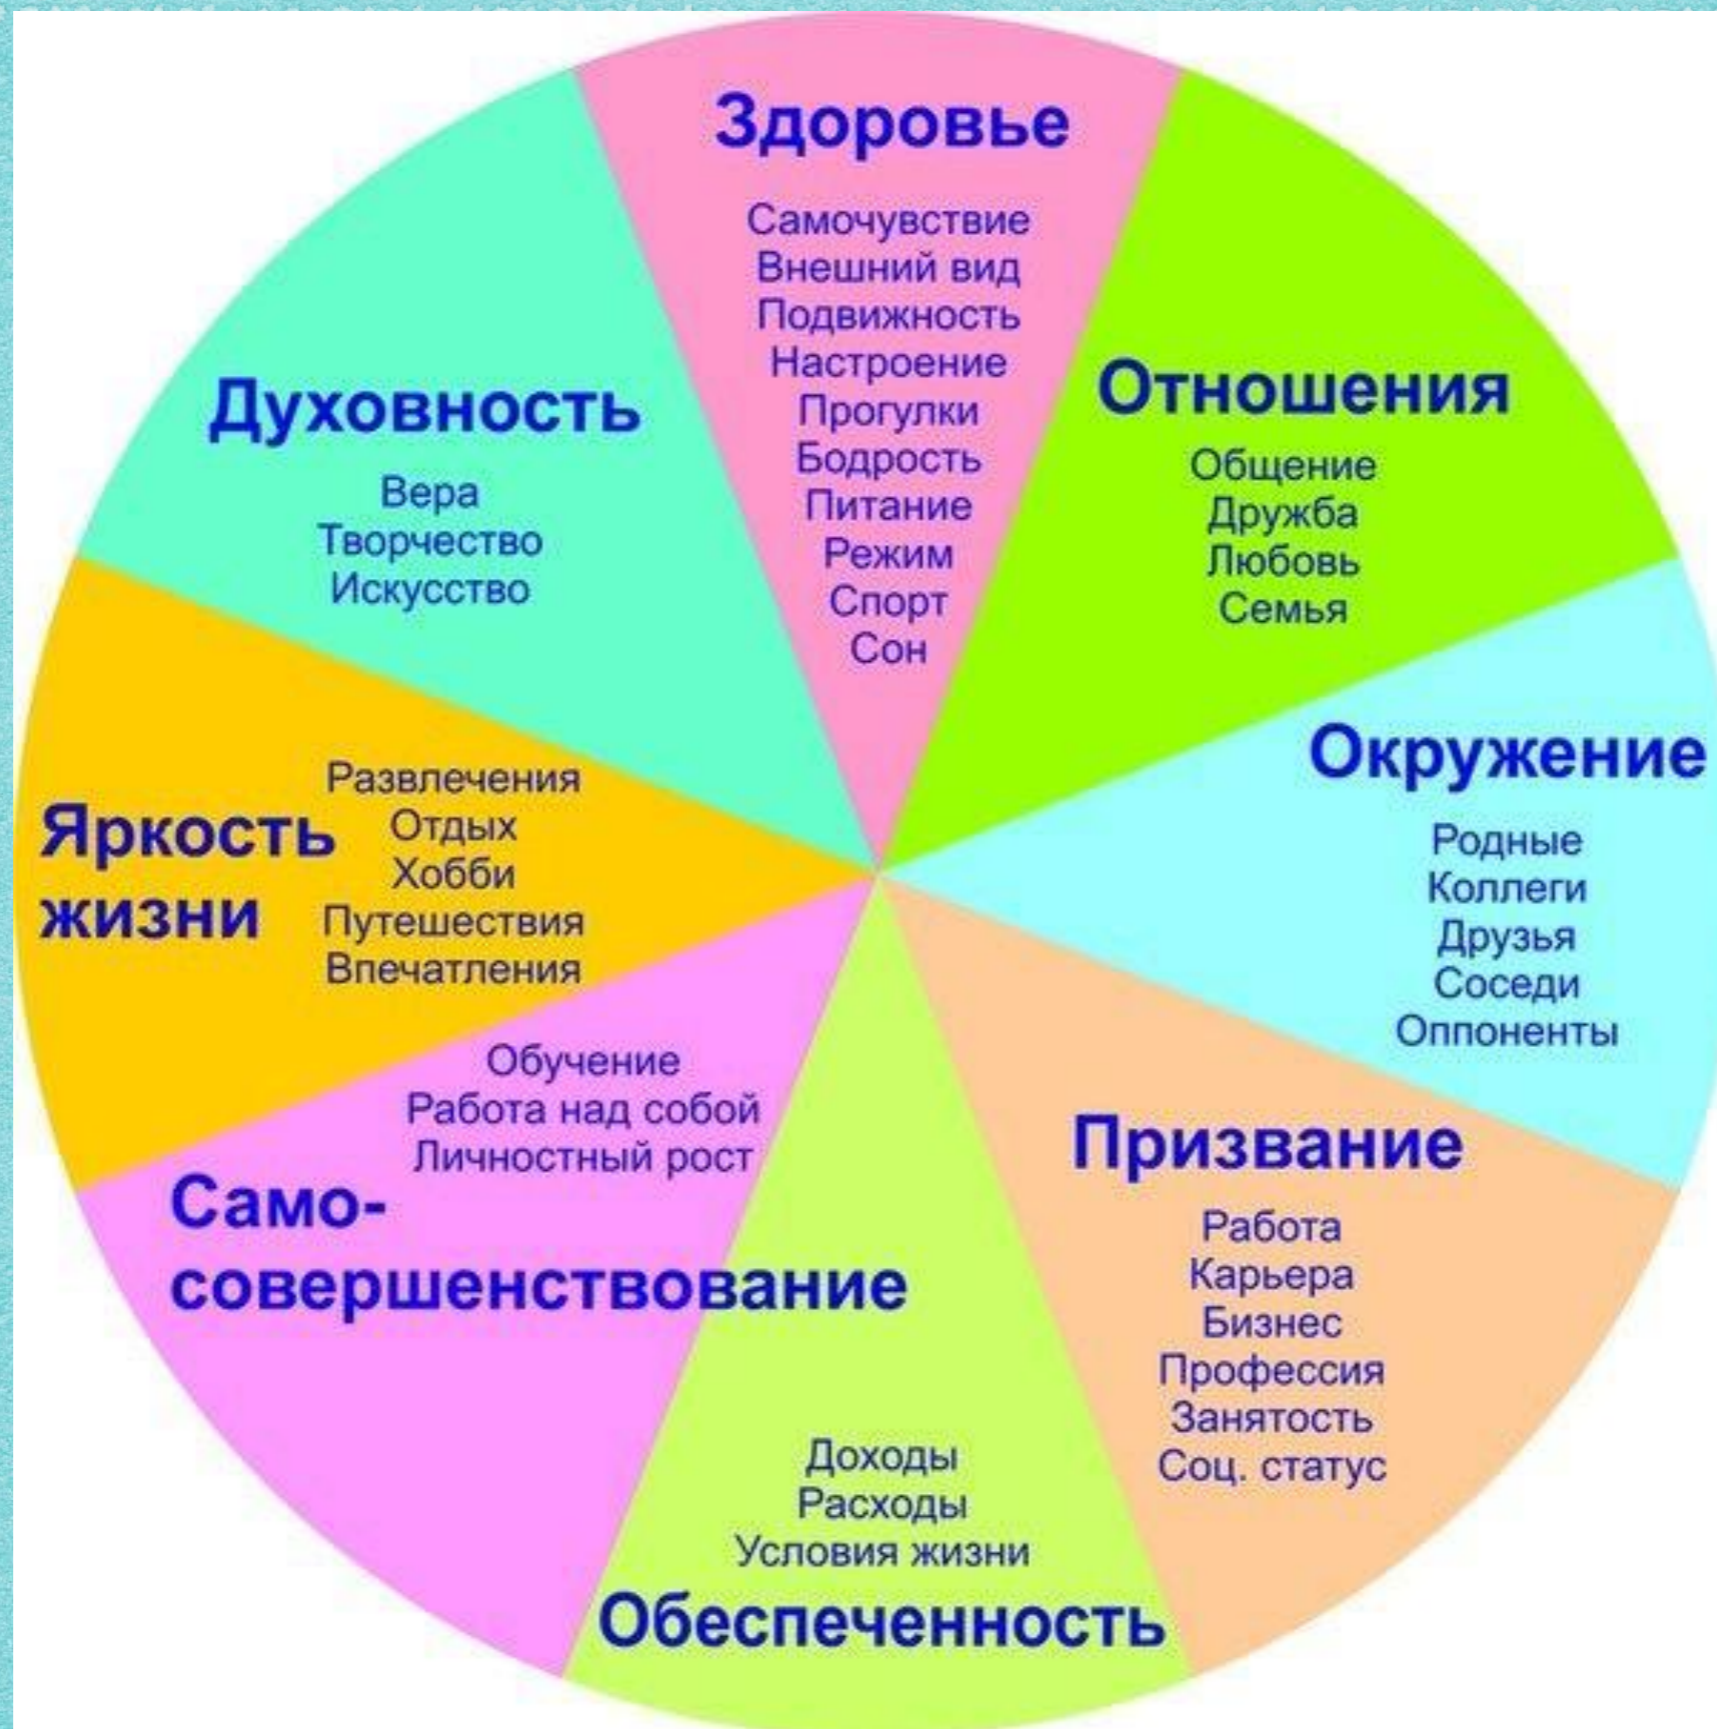 Здоровье
Самочувствие
Внешний вид
Подвижность
Настроение
Прогулки
Бодрость
Питание
Режим
Спорт
Сон
Отношения
Общение
Дружба
Любовь
Семья
Окружение
Родные
Коллеги
Друзья
Соседи
Оппоненты
Призвание
Работа
Карьера
Бизнес
Профессия
Занятость
Соц. статус
Доходы
Расходы
Условия жизни
Обеспеченность
Обучение
Работа над собой
Личностный рост
Само-
совершенствование
Яркость
жизни
Развлечения
Отдых
Хобби
Путешествия
Впечатления
Духовность
Вера
Творчество
Искусство